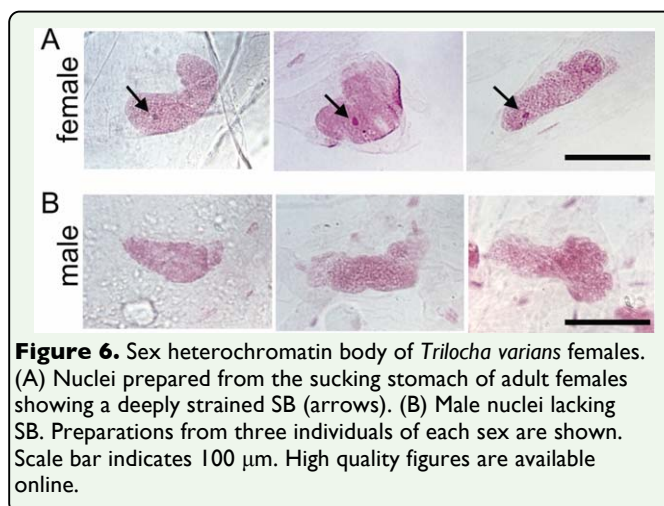 A
female
B
male
Figure 6. Sex heterochromatin body of Trilocha varians females.
(A) Nuclei prepared from the sucking stomach of adult females
showing a deeply strained SB (arrows). (B) Male nuclei lacking
SB. Preparations from three individuals of each sex are shown.
Scale bar indicates 100 μm. High quality figures are available
online.